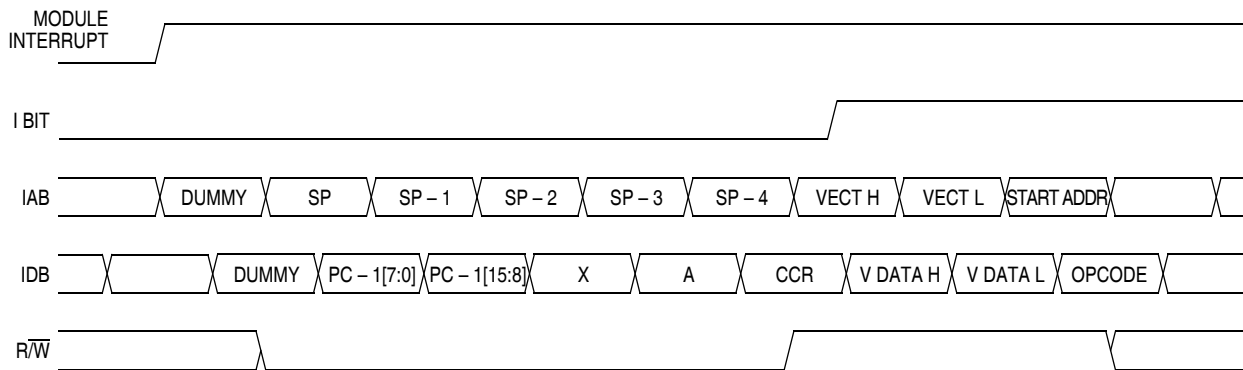 MODULE
INTERRUPT
I BIT
IAB DUMMY SP SP – 1 SP – 2 SP – 3 SP – 4 VECT H VECT L START ADDR
IDB DUMMY PC – 1[7:0] PC – 1[15:8] X A CCR V DATA H V DATA L OPCODE
R/W̅